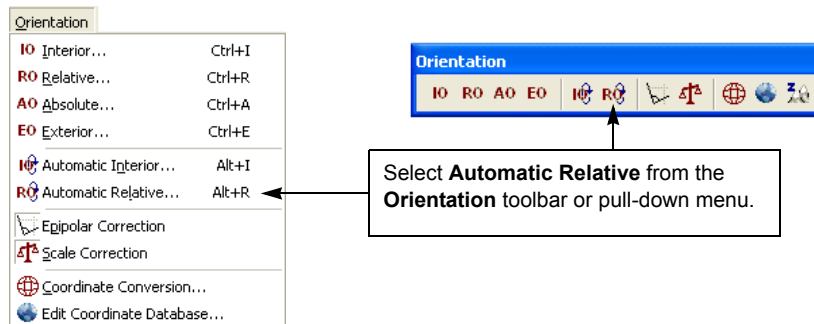 Orientation
IO Interior... Ctrl+I
RO Relative... Ctrl+R
AO Absolute... Ctrl+A
EO Exterior... Ctrl+E
Automatic Interior... Alt+I
Automatic Relative... Alt+R
Epipolar Correction
Scale Correction
Coordinate Conversion...
Edit Coordinate Database...
Orientation
IO RO AO EO IO RO Z
Select Automatic Relative from the
Orientation toolbar or pull-down menu.